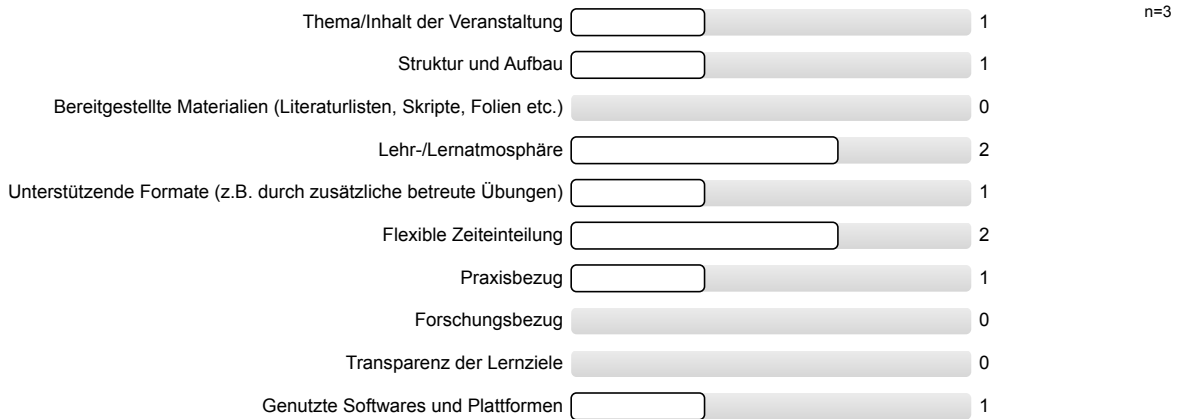 Thema/Inhalt der Veranstaltung 1 n=3
Struktur und Aufbau 1
Bereitgestellte Materialien (Literaturlisten, Skripte, Folien etc.) 0
Lehr-/Lernatmosphäre 2
Unterstützende Formate (z.B. durch zusätzliche betreute Übungen) 1
Flexible Zeiteinteilung 2
Praxisbezug 1
Forschungsbezug 0
Transparenz der Lernziele 0
Genutzte Softwares und Plattformen 1